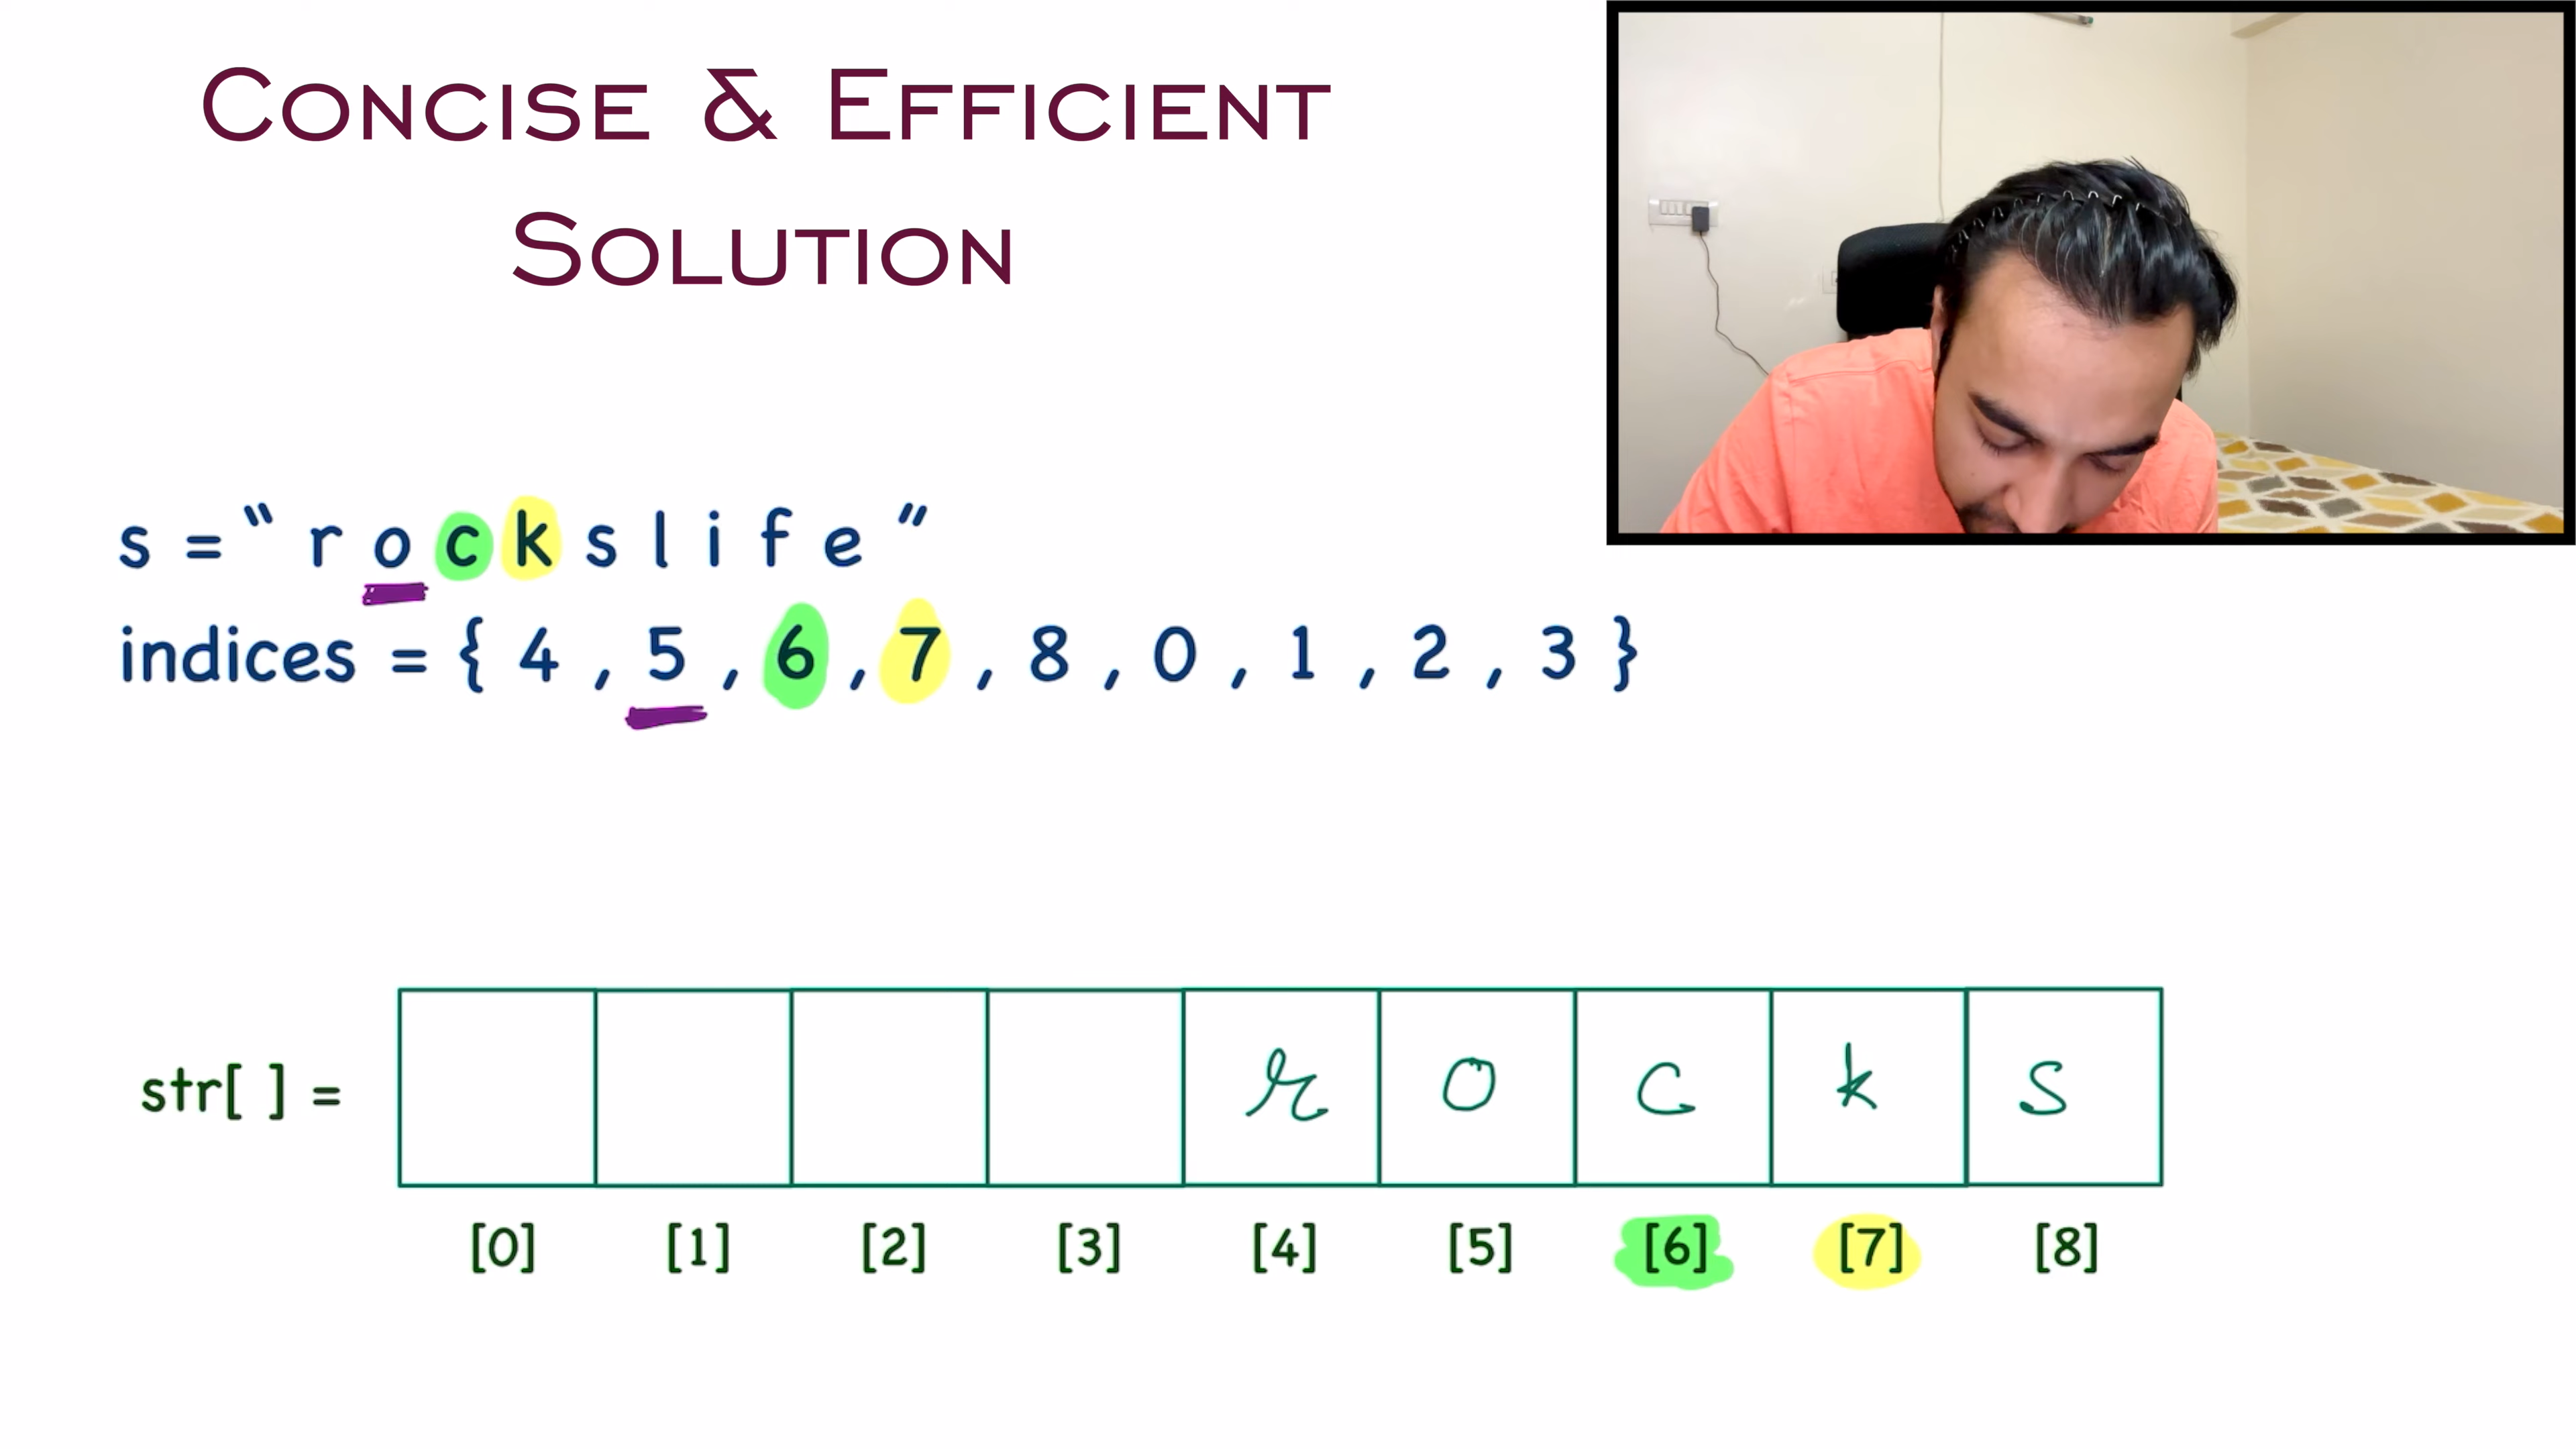 CONCISE & EFFICIENT
SOLUTION
s = “ r o c k s l i f e ”
indices = { 4 , 5 , 6 , 7 , 8 , 0 , 1 , 2 , 3 }
str[ ] = r o c k s
[0] [1] [2] [3] [4] [5] [6] [7] [8]